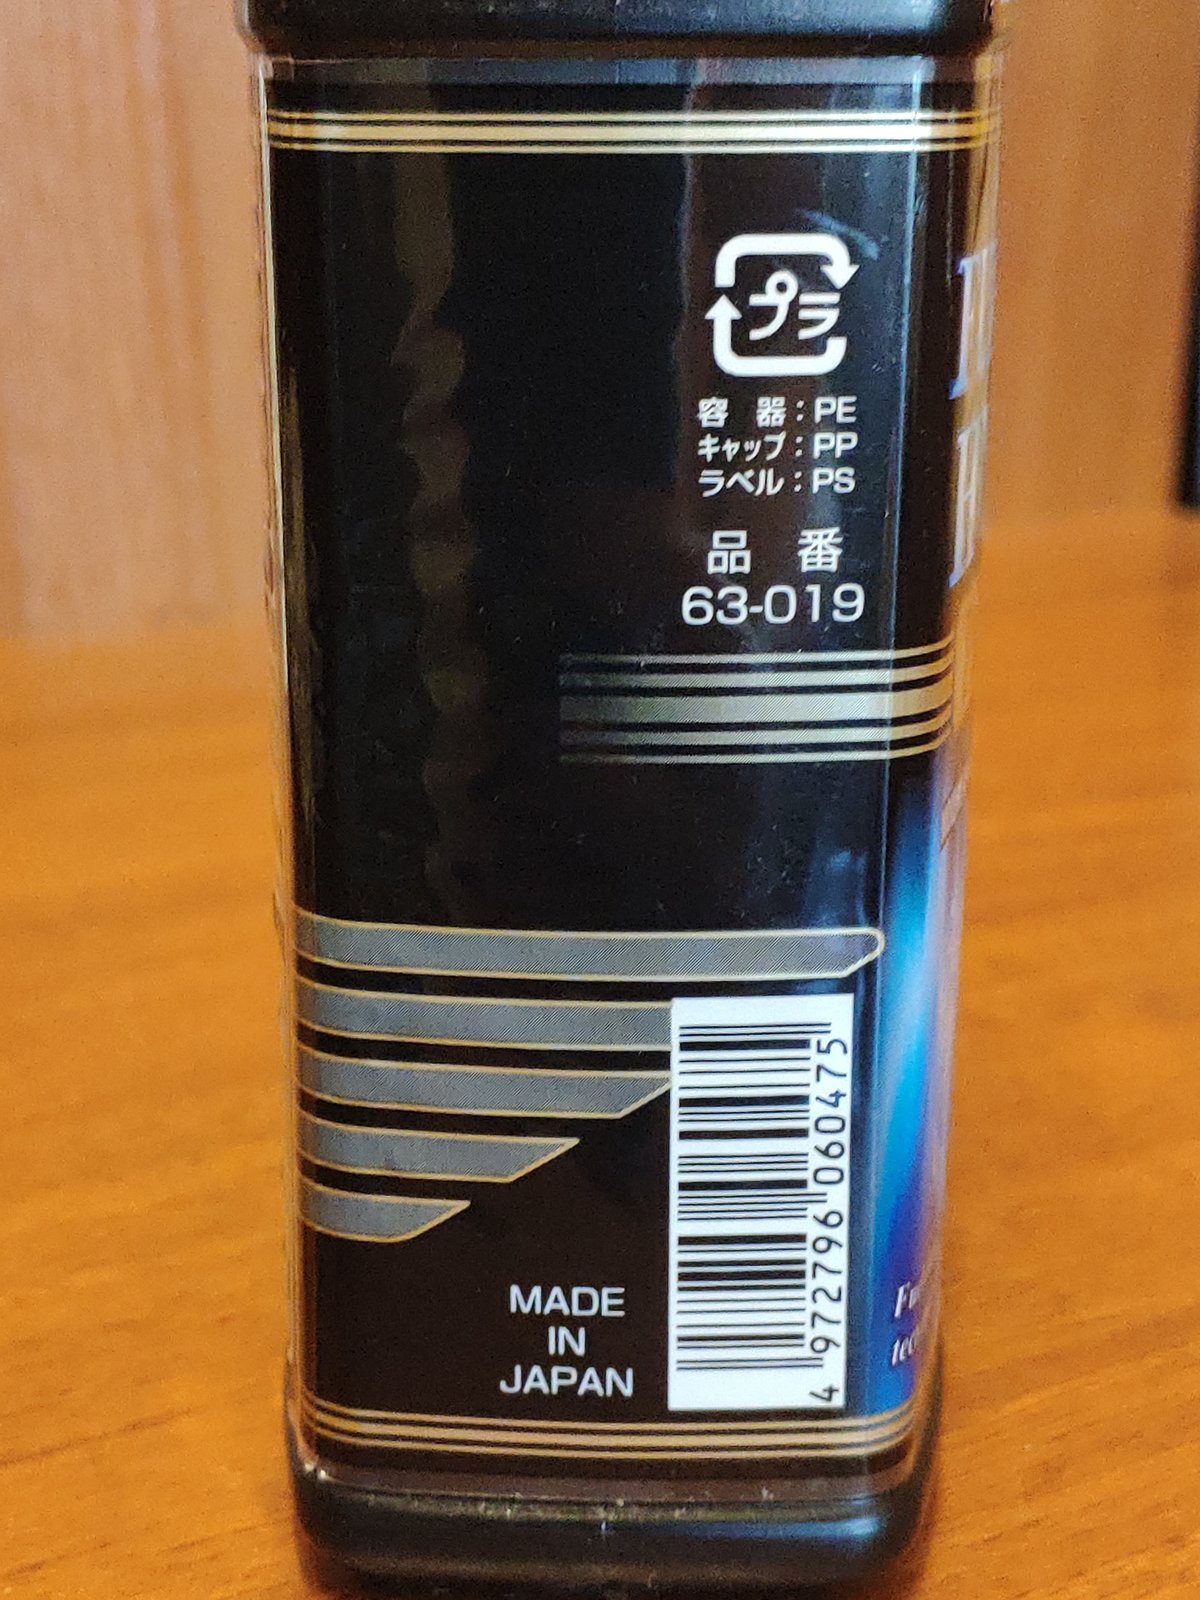 プラ
容 器：PE
キャップ：PP
ラベル：PS
品 番
63-019
MADE
IN
JAPAN
4 972796 060475